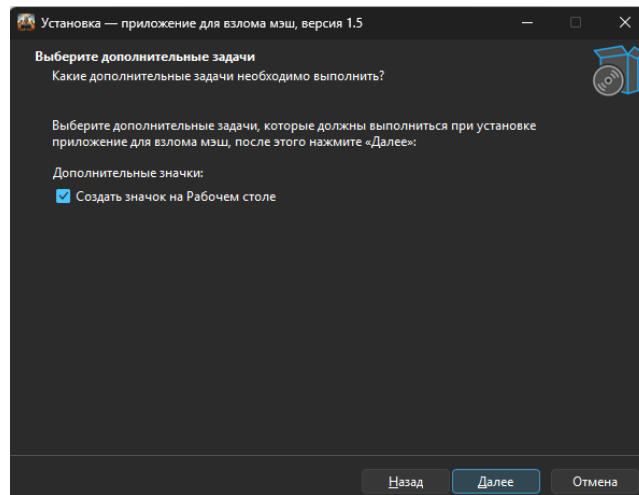 Установка — приложение для взлома мэш, версия 1.5
Выберите дополнительные задачи
Какие дополнительные задачи необходимо выполнить?
Выберите дополнительные задачи, которые должны выполниться при установке
приложение для взлома мэш, после этого нажмите «Далее»:
Дополнительные значки:
Создать значок на Рабочем столе
Назад
Далее
Отмена